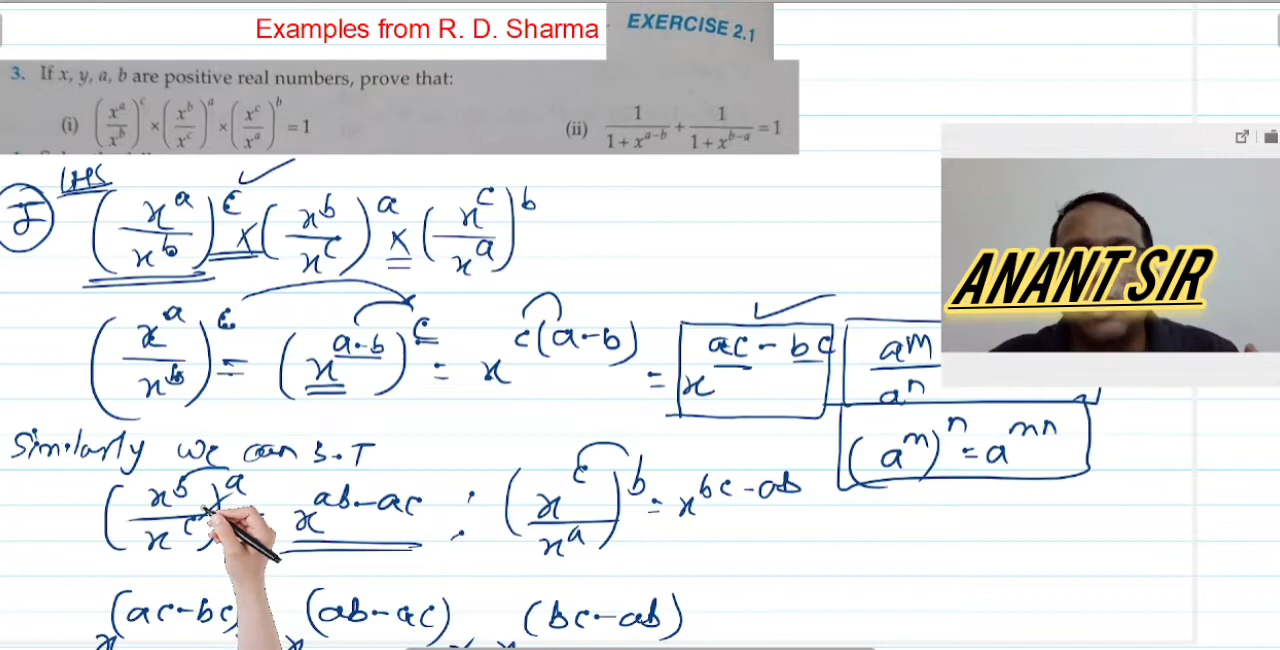 Examples from R. D. Sharma
EXERCISE 2.1
3. If x, y, a, b are positive real numbers, prove that:
(i) (x^a/x^b)^c × (x^b/x^c)^a × (x^c/x^a)^b = 1
(ii) 1/(1 + x^(a-b)) + 1/(1 + x^(b-a)) = 1
LHS
I (x^a/x^b)^c × (x^b/x^c)^a × (x^c/x^a)^b
(x^a/x^b)^c = (x^(a-b))^c = x^(c(a-b)) = x^(ac-bc)
a^m/a^n
(a^m)^n = a^(mn)
ANANT SIR
Similarly we can S.T
(x^b/x^c)^a = x^(ab-ac) ; (x^c/x^a)^b = x^(bc-ab)
x^(ac-bc) × x^(ab-ac) × x^(bc-ab)